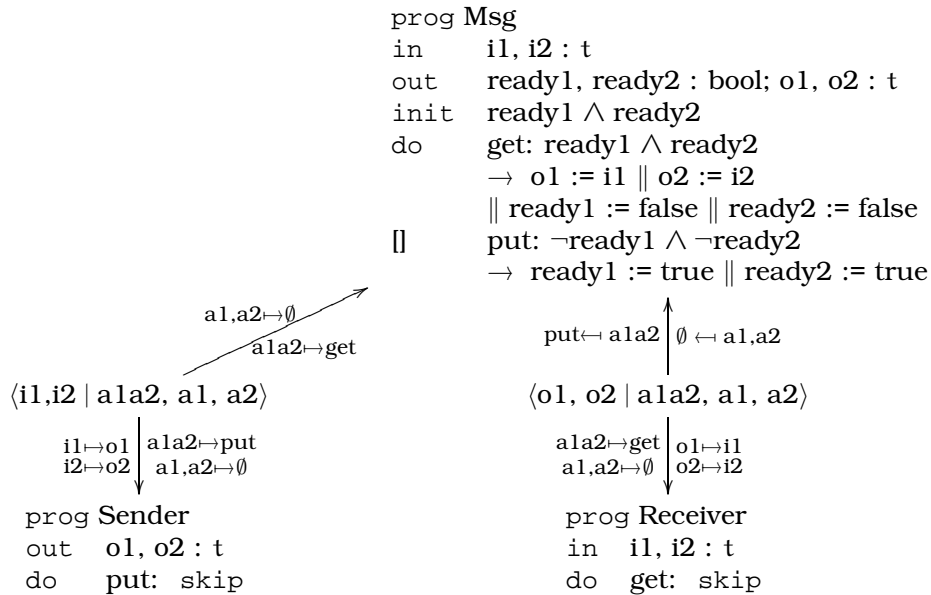 prog Msg
in i1, i2 : t
out ready1, ready2 : bool; o1, o2 : t
init ready1 ∧ ready2
do get: ready1 ∧ ready2
→ o1 := i1 ∥ o2 := i2
∥ ready1 := false ∥ ready2 := false
[] put: ¬ready1 ∧ ¬ready2
→ ready1 := true ∥ ready2 := true
a1,a2↦∅
a1a2↦get
put↤ a1a2 ∅ ↤ a1,a2
⟨i1,i2 | a1a2, a1, a2⟩ ⟨o1, o2 | a1a2, a1, a2⟩
i1↦o1 a1a2↦put a1a2↦get o1↦i1
i2↦o2 a1,a2↦∅ a1,a2↦∅ o2↦i2
prog Sender prog Receiver
out o1, o2 : t in i1, i2 : t
do put: skip do get: skip